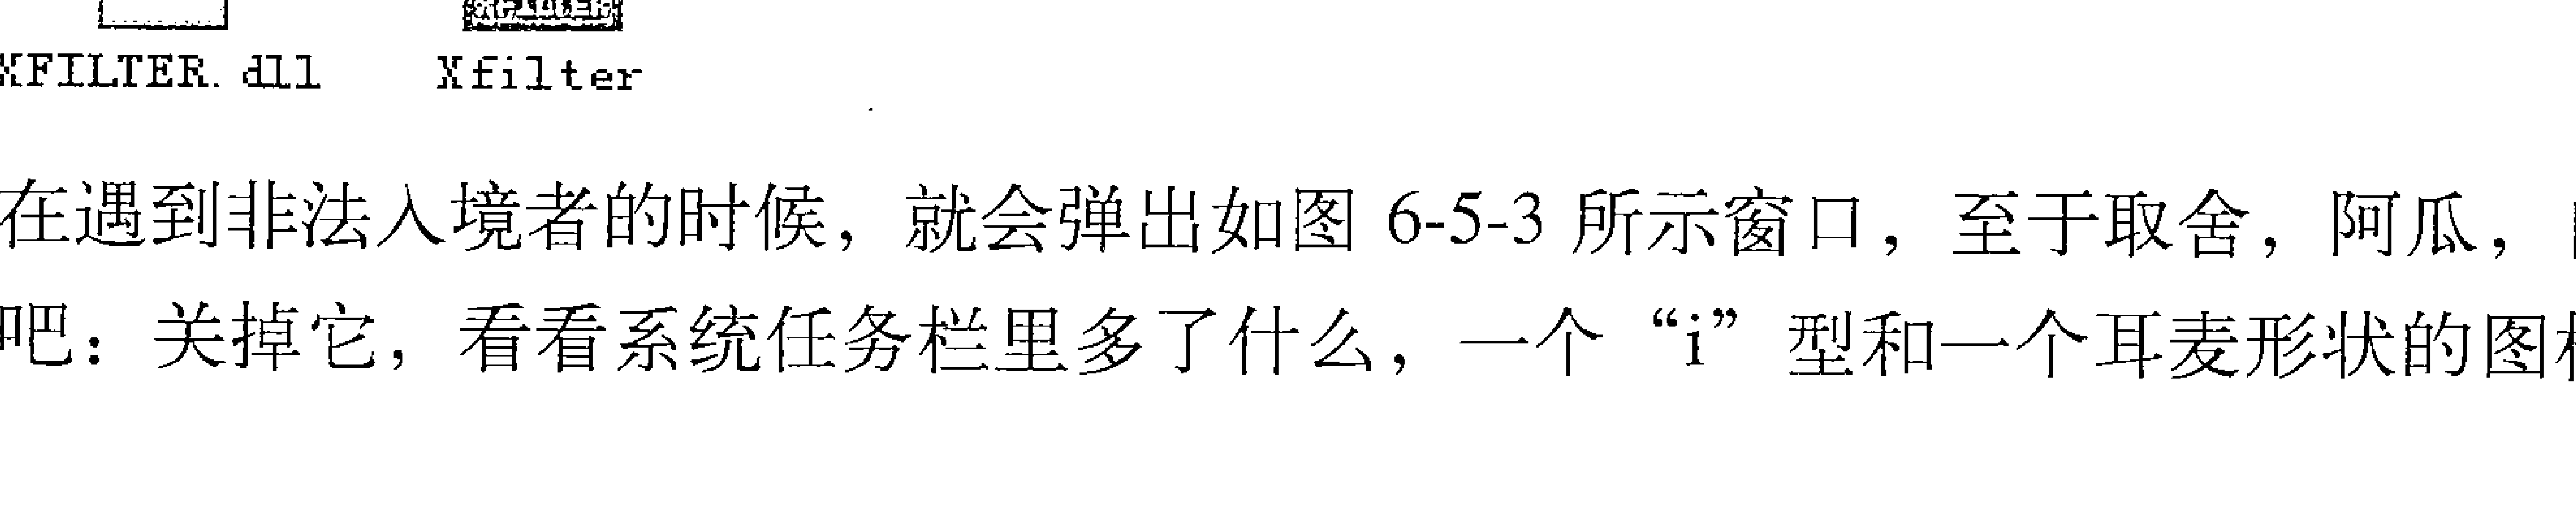 XFILTER.dll Xfilter
在遇到非法入境者的时候，就会弹出如图 6-5-3 所示窗口，至于取舍，阿瓜，
吧：关掉它，看看系统任务栏里多了什么，一个“i”型和一个耳麦形状的图